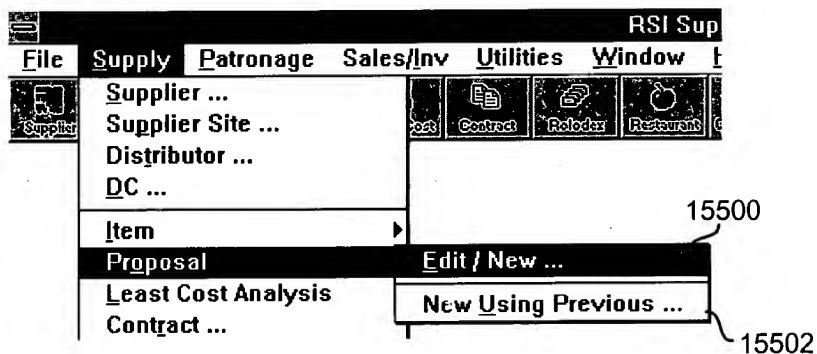 RSI Sup
File Supply Patronage Sales/Inv Utilities Window H
Supplier ...
Supplier Cost Contract Rolodex Restaurant
Supplier Site ...
Distributor ...
DC ...
15500
Item
Proposal Edit / New ...
Least Cost Analysis New Using Previous ...
Contract ...
15502